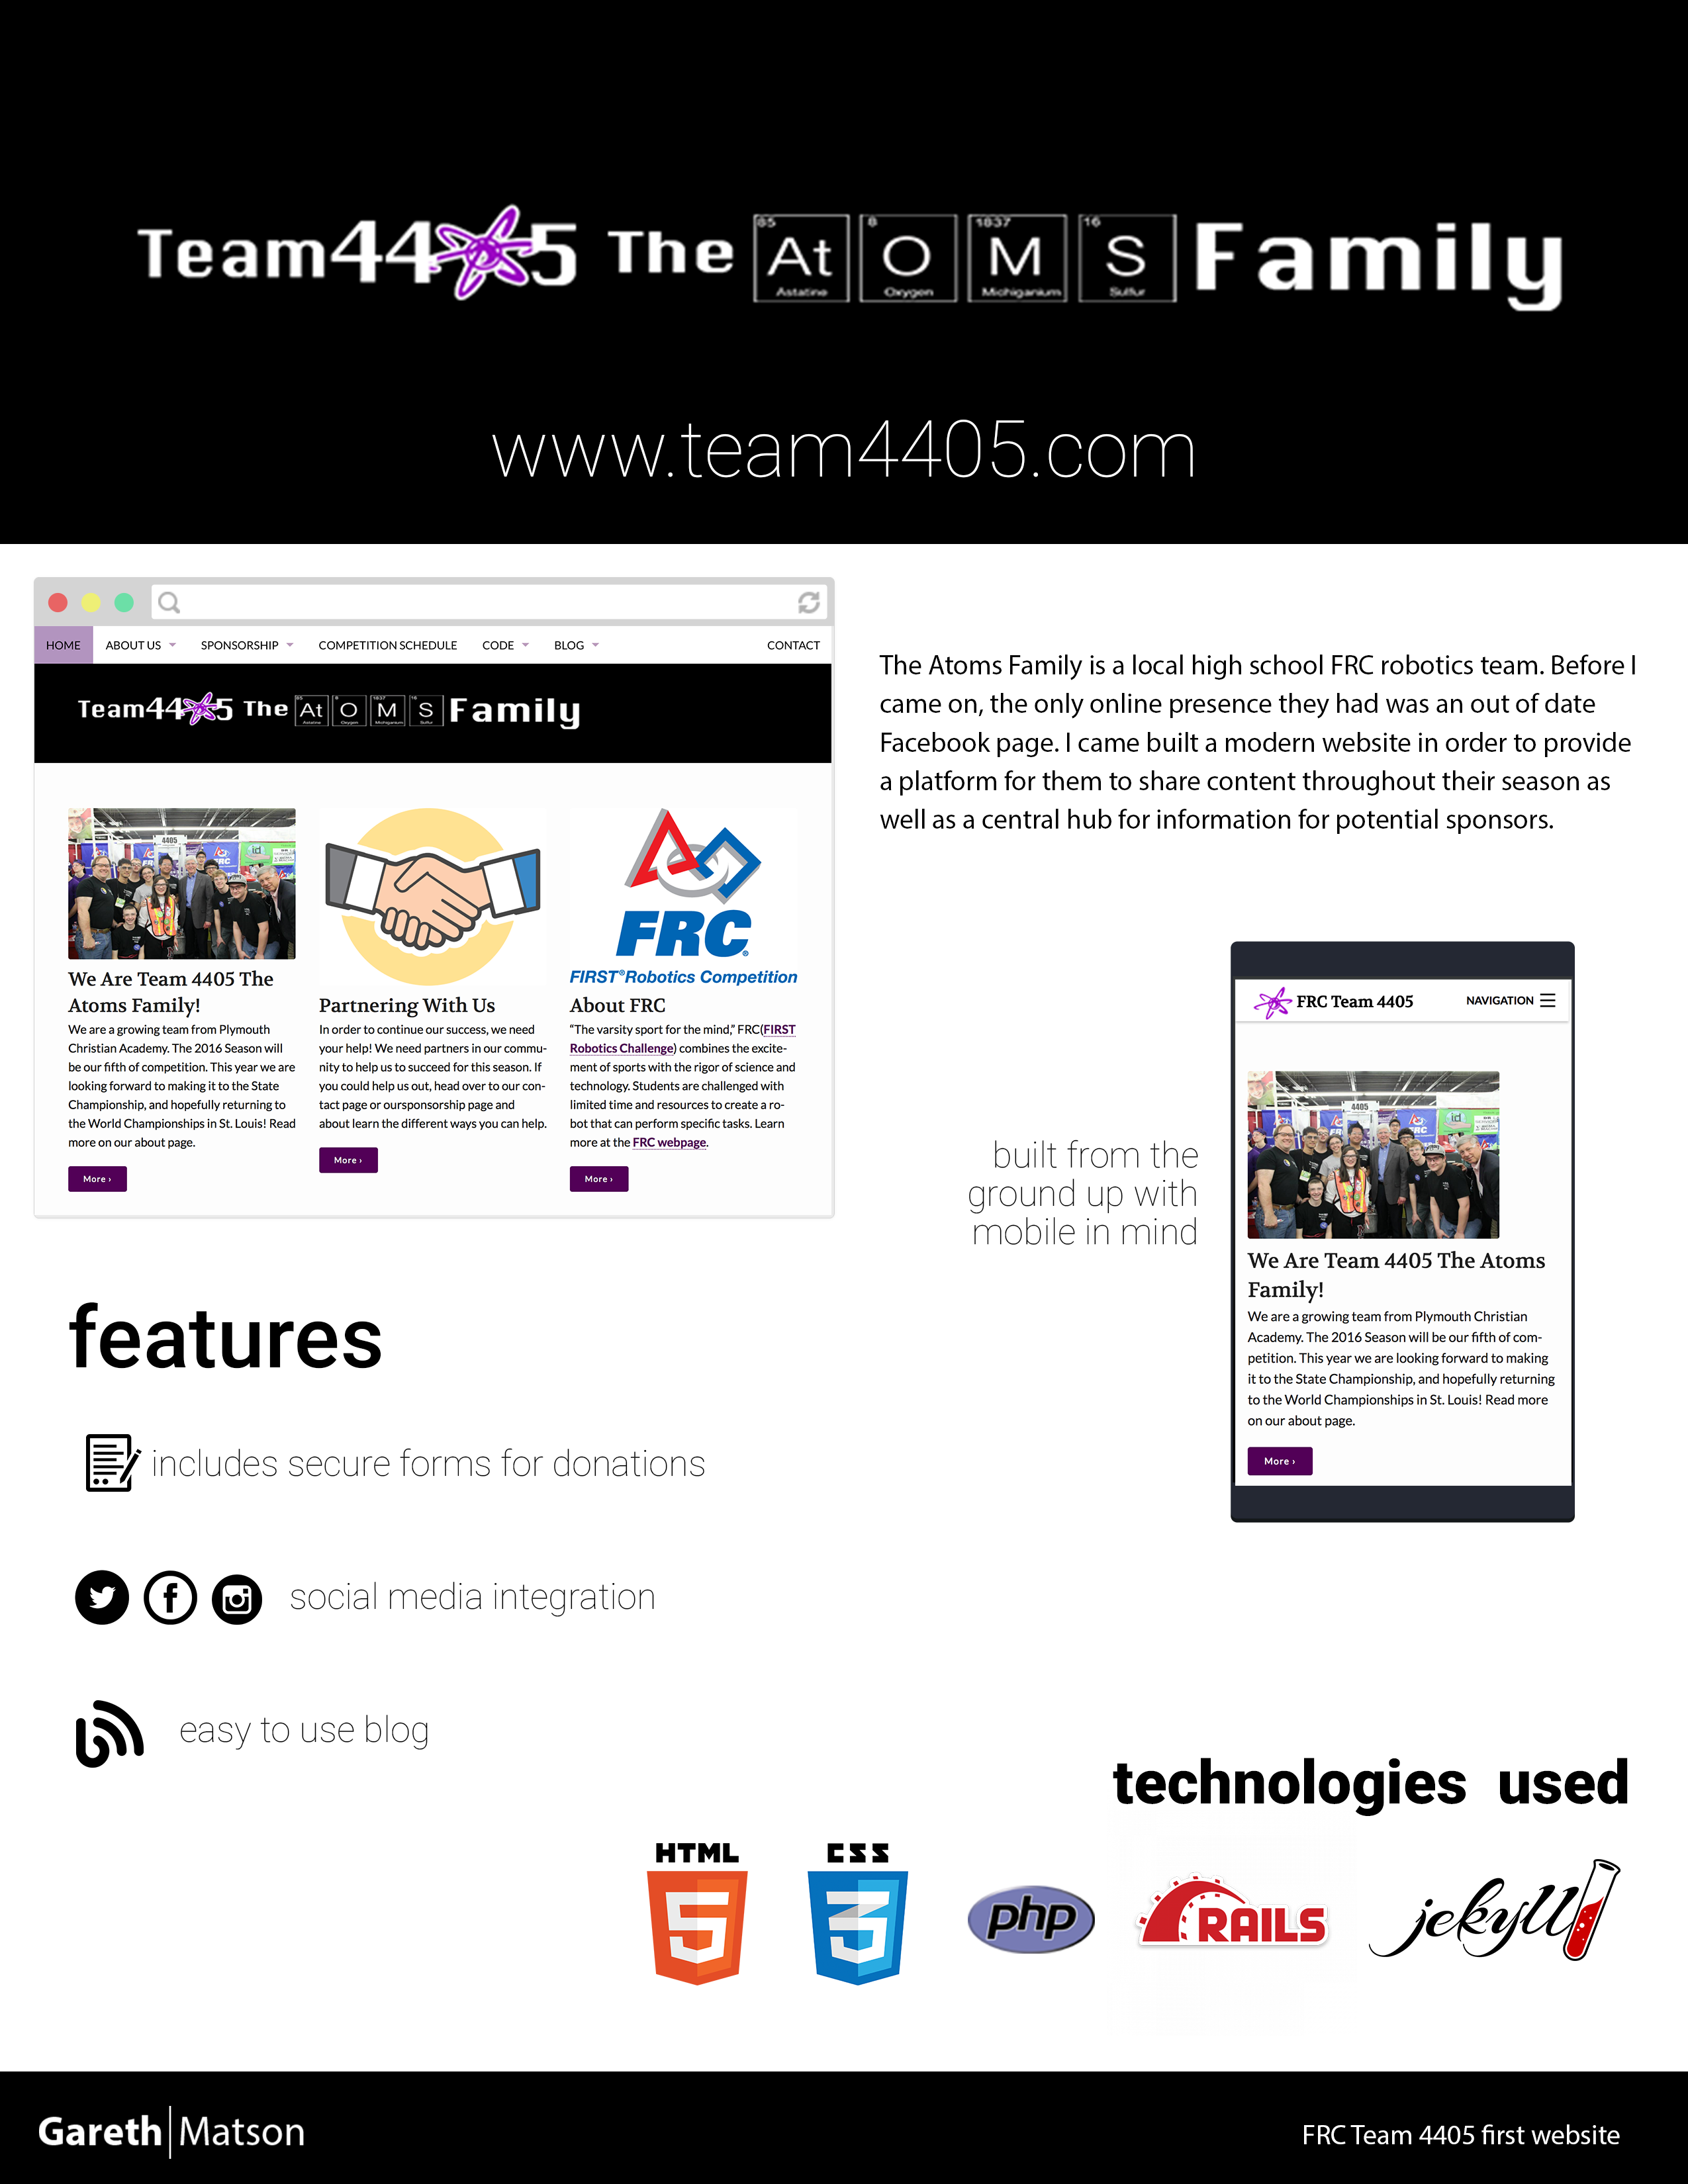 Team4405 The At O M S Family
85 8 1837 16
Astatine Oxygen Michiganium Sulfur
www.team4405.com
HOME ABOUT US SPONSORSHIP COMPETITION SCHEDULE CODE BLOG CONTACT
Team4405 The At O M S Family
We Are Team 4405 The
Atoms Family!
We are a growing team from Plymouth
Christian Academy. The 2016 Season will
be our fifth of competition. This year we are
looking forward to making it to the State
Championship, and hopefully returning to
the World Championships in St. Louis! Read
more on our about page.
More ›
Partnering With Us
In order to continue our success, we need
your help! We need partners in our commu-
nity to help us to succeed for this season. If
you could help us out, head over to our con-
tact page or oursponsorship page and
about learn the different ways you can help.
More ›
FRC
FIRST® Robotics Competition
About FRC
“The varsity sport for the mind,” FRC(FIRST
Robotics Challenge) combines the excite-
ment of sports with the rigor of science and
technology. Students are challenged with
limited time and resources to create a ro-
bot that can perform specific tasks. Learn
more at the FRC webpage.
More ›
The Atoms Family is a local high school FRC robotics team. Before I
came on, the only online presence they had was an out of date
Facebook page. I came built a modern website in order to provide
a platform for them to share content throughout their season as
well as a central hub for information for potential sponsors.
built from the
ground up with
mobile in mind
FRC Team 4405 NAVIGATION
4405
We Are Team 4405 The Atoms
Family!
We are a growing team from Plymouth Christian
Academy. The 2016 Season will be our fifth of com-
petition. This year we are looking forward to making
it to the State Championship, and hopefully returning
to the World Championships in St. Louis! Read more
on our about page.
More ›
features
includes secure forms for donations
social media integration
easy to use blog
technologies used
HTML 5
CSS 3
php
RAILS
jekyll
Gareth|Matson
FRC Team 4405 first website